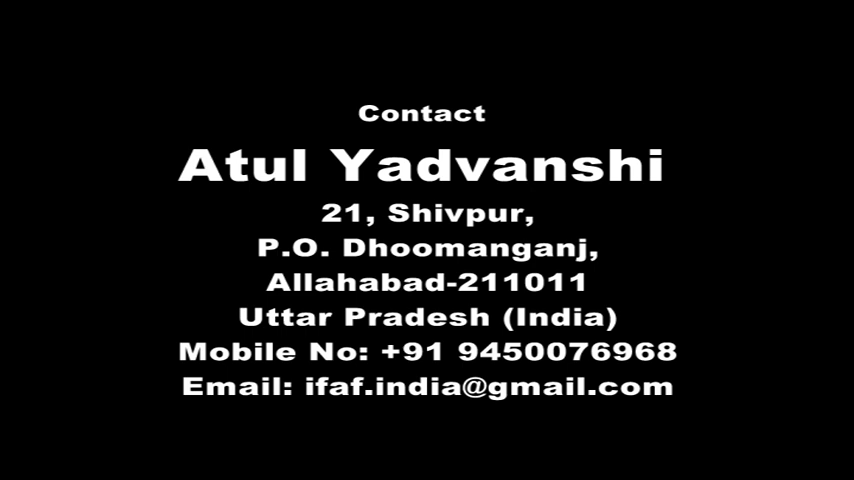 Contact
Atul Yadvanshi
21, Shivpur,
P.O. Dhoomanganj,
Allahabad-211011
Uttar Pradesh (India)
Mobile No: +91 9450076968
Email: ifaf.india@gmail.com